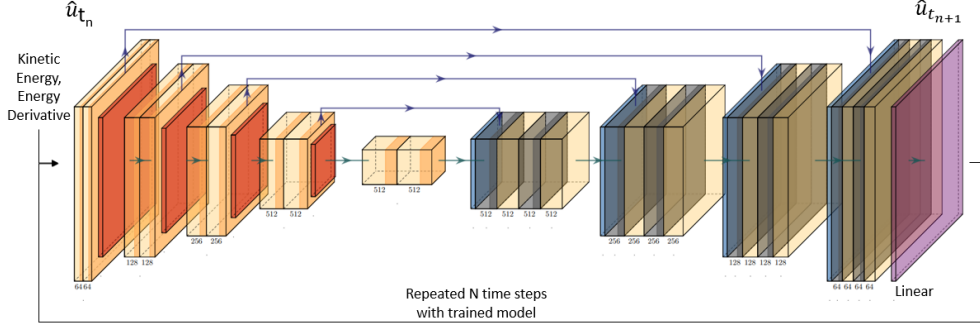 û_{t_n}
û_{t_{n+1}}
Kinetic
Energy,
Energy
Derivative
64 64
128 128
256 256
512 512
512 512
512 512 512 512
256 256 256 256
128 128 128 128
64 64 64 64
Linear
Repeated N time steps
with trained model